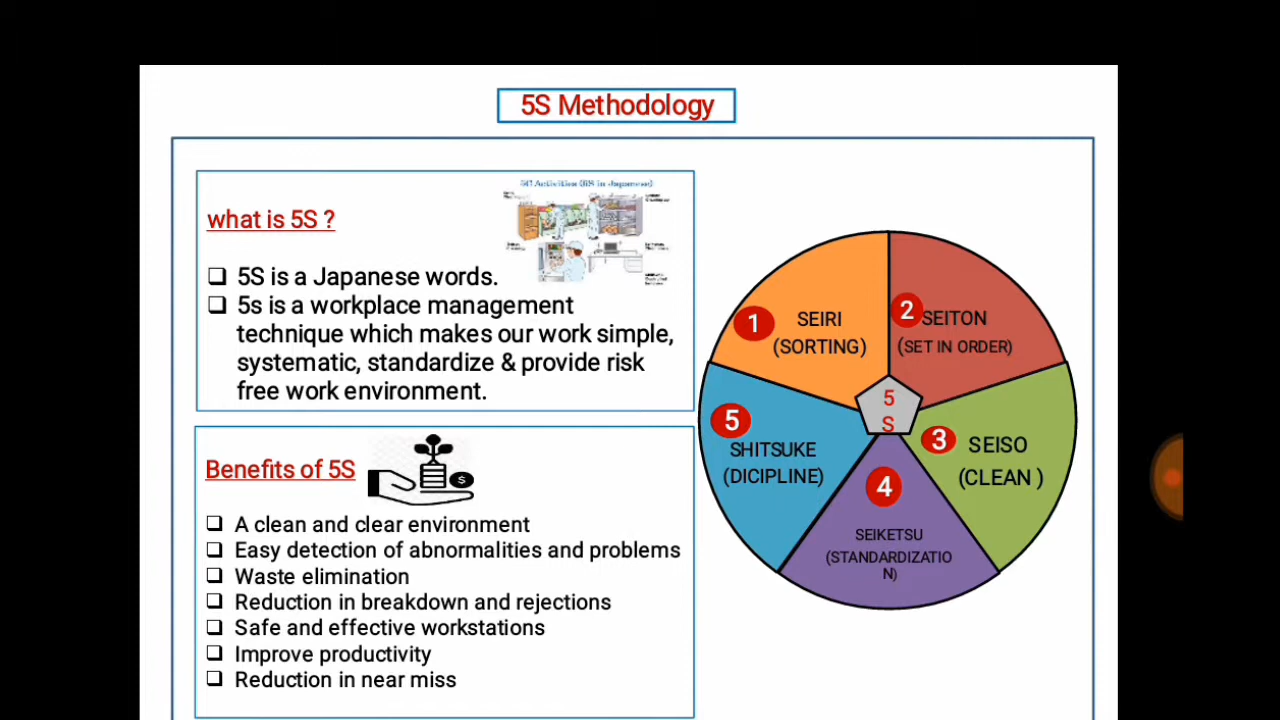 5S Methodology
what is 5S ?
❑ 5S is a Japanese words.
❑ 5s is a workplace management
technique which makes our work simple,
systematic, standardize & provide risk
free work environment.
Benefits of 5S
$
❑ A clean and clear environment
❑ Easy detection of abnormalities and problems
❑ Waste elimination
❑ Reduction in breakdown and rejections
❑ Safe and effective workstations
❑ Improve productivity
❑ Reduction in near miss
1
SEIRI
(SORTING)
2
SEITON
(SET IN ORDER)
3
SEISO
(CLEAN )
4
SEIKETSU
(STANDARDIZATIO
N)
5
SHITSUKE
(DICIPLINE)
5
S